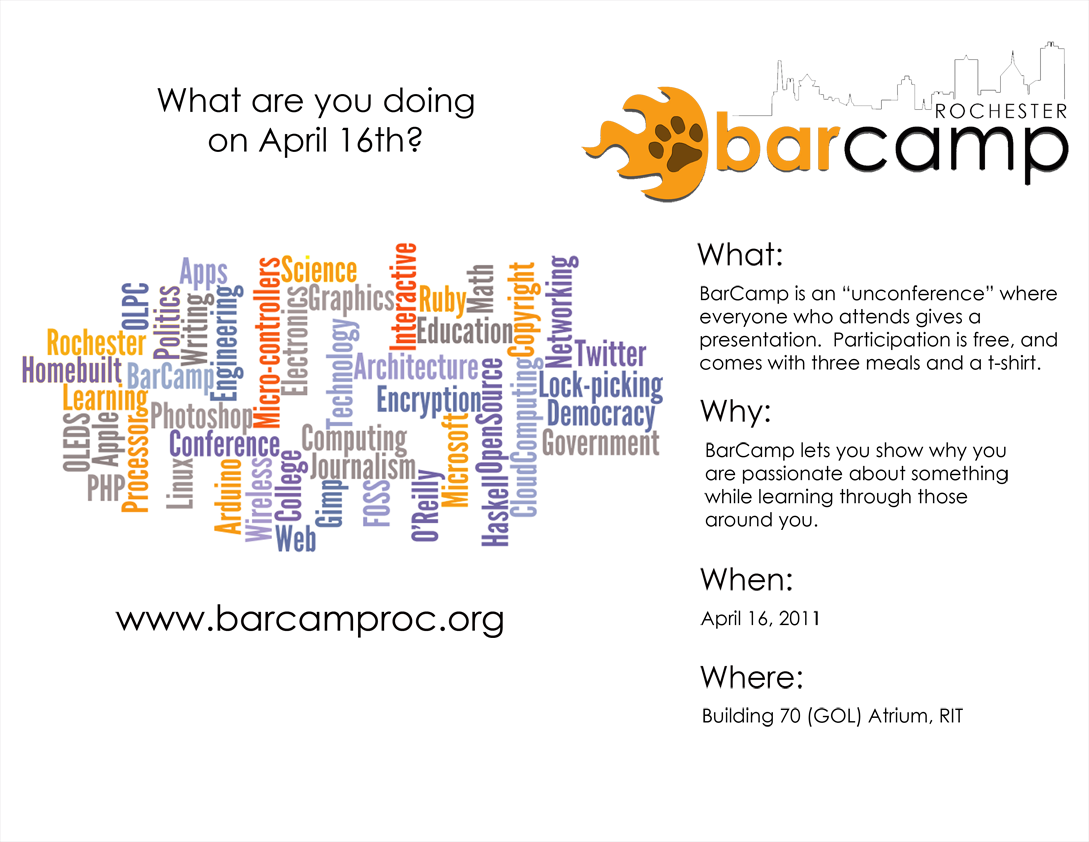 What are you doing
on April 16th?
ROCHESTER
barcamp
Apps
Science
Interactive
Networking
OLPC
Politics
Writing
Engineering
Micro-controllers
Electronics
Graphics
Ruby
Math
Copyright
Rochester
Technology
Education
Homebuilt
BarCamp
Architecture
Twitter
Learning
Encryption
Lock-picking
Photoshop
Democracy
OLEDS
Apple
Processor
Conference
Computing
Microsoft
OpenSource
CloudComputing
Government
PHP
Linux
Arduino
Wireless
College
Journalism
Gimp
FOSS
O'Reilly
Haskell
Web
www.barcamproc.org
What:
BarCamp is an “unconference” where
everyone who attends gives a
presentation.  Participation is free, and
comes with three meals and a t-shirt.
Why:
BarCamp lets you show why you
are passionate about something
while learning through those
around you.
When:
April 16, 2011
Where:
Building 70 (GOL) Atrium, RIT